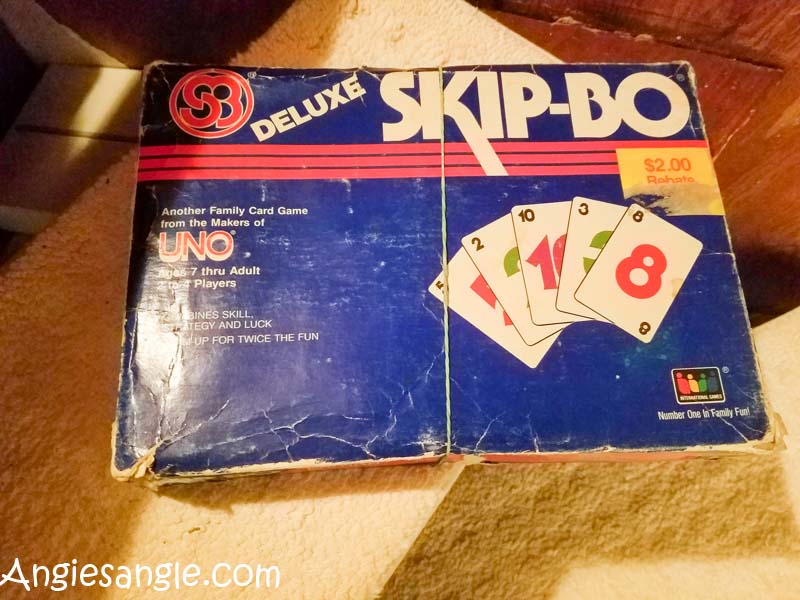 SB
DELUXE
SKIP-BO
$2.00
Rebate
Another Family Card Game
from the Makers of
UNO
Ages 7 thru Adult
2 to 4 Players
SKILL,
AND LUCK
UP FOR TWICE THE FUN
2
10
10
3
8
8
8
INTERNATIONAL GAMES
Number One in Family Fun!
Angiesangle.com